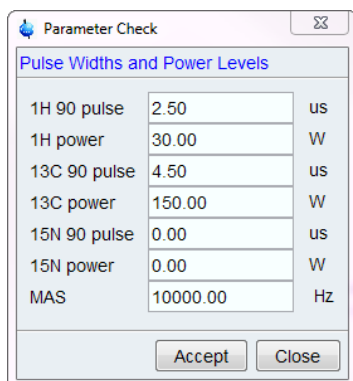 Parameter Check
Pulse Widths and Power Levels
1H 90 pulse 2.50 us
1H power 30.00 W
13C 90 pulse 4.50 us
13C power 150.00 W
15N 90 pulse 0.00 us
15N power 0.00 W
MAS 10000.00 Hz
Accept Close